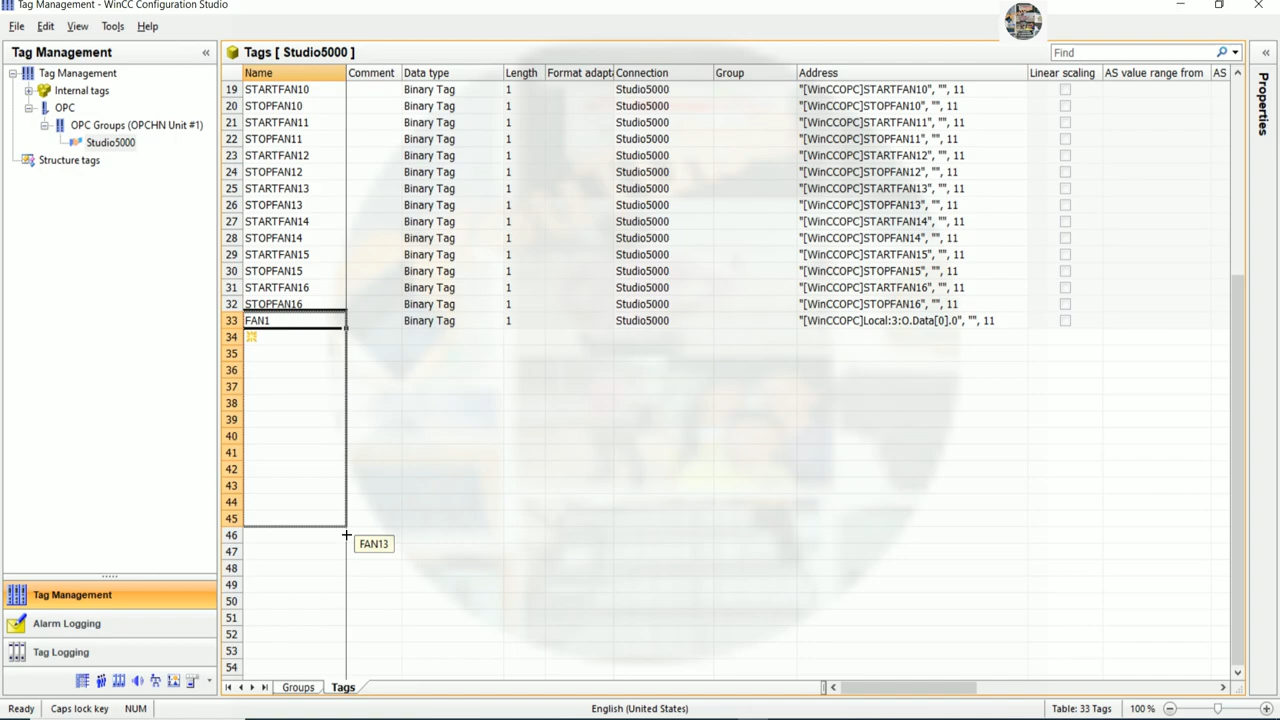 Tag Management - WinCC Configuration Studio
File Edit View Tools Help
Tag Management «
Tags [ Studio5000 ] Find
« Properties
Tag Management
Internal tags
OPC
OPC Groups (OPCHN Unit #1)
Studio5000
Structure tags
Name Comment Data type Length Format adapta Connection Group Address Linear scaling AS value range from AS
19 STARTFAN10 Binary Tag 1 Studio5000 "[WinCCOPC]STARTFAN10", "", 11
20 STOPFAN10 Binary Tag 1 Studio5000 "[WinCCOPC]STOPFAN10", "", 11
21 STARTFAN11 Binary Tag 1 Studio5000 "[WinCCOPC]STARTFAN11", "", 11
22 STOPFAN11 Binary Tag 1 Studio5000 "[WinCCOPC]STOPFAN11", "", 11
23 STARTFAN12 Binary Tag 1 Studio5000 "[WinCCOPC]STARTFAN12", "", 11
24 STOPFAN12 Binary Tag 1 Studio5000 "[WinCCOPC]STOPFAN12", "", 11
25 STARTFAN13 Binary Tag 1 Studio5000 "[WinCCOPC]STARTFAN13", "", 11
26 STOPFAN13 Binary Tag 1 Studio5000 "[WinCCOPC]STOPFAN13", "", 11
27 STARTFAN14 Binary Tag 1 Studio5000 "[WinCCOPC]STARTFAN14", "", 11
28 STOPFAN14 Binary Tag 1 Studio5000 "[WinCCOPC]STOPFAN14", "", 11
29 STARTFAN15 Binary Tag 1 Studio5000 "[WinCCOPC]STARTFAN15", "", 11
30 STOPFAN15 Binary Tag 1 Studio5000 "[WinCCOPC]STOPFAN15", "", 11
31 STARTFAN16 Binary Tag 1 Studio5000 "[WinCCOPC]STARTFAN16", "", 11
32 STOPFAN16 Binary Tag 1 Studio5000 "[WinCCOPC]STOPFAN16", "", 11
33 FAN1 Binary Tag 1 Studio5000 "[WinCCOPC]Local:3:O.Data[0].0", "", 11
34
35
36
37
38
39
40
41
42
43
44
45
46
FAN13
47
48
49
50
51
52
53
54
Tag Management
Alarm Logging
Tag Logging
Groups Tags
Ready Caps lock key NUM English (United States) Table: 33 Tags 100 %